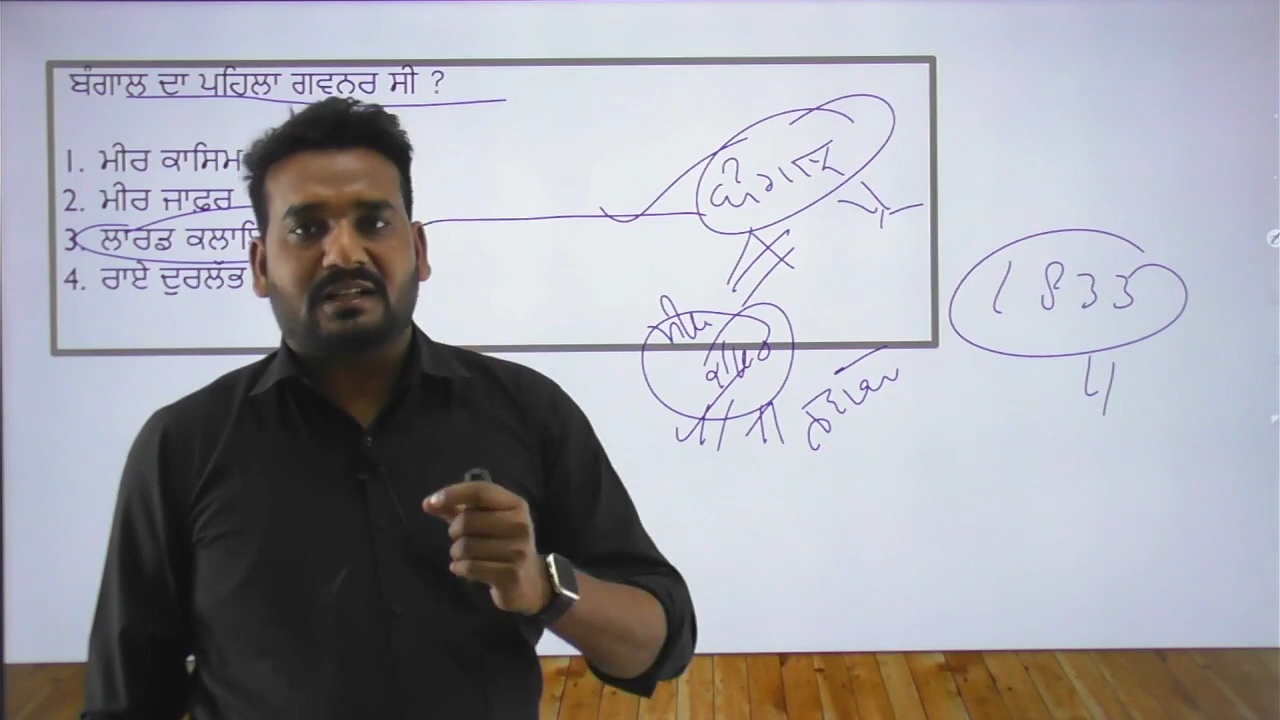 ਬੰਗਾਲ ਦਾ ਪਹਿਲਾ ਗਵਨਰ ਸੀ ?
1. ਮੀਰ ਕਾਸਿਮ
2. ਮੀਰ ਜਾਫ਼ਰ
3. ਲਾਰਡ
4. ਰਾਏ ਦੁਰਲੱਭ
ਬੰਗਾਲ
1833